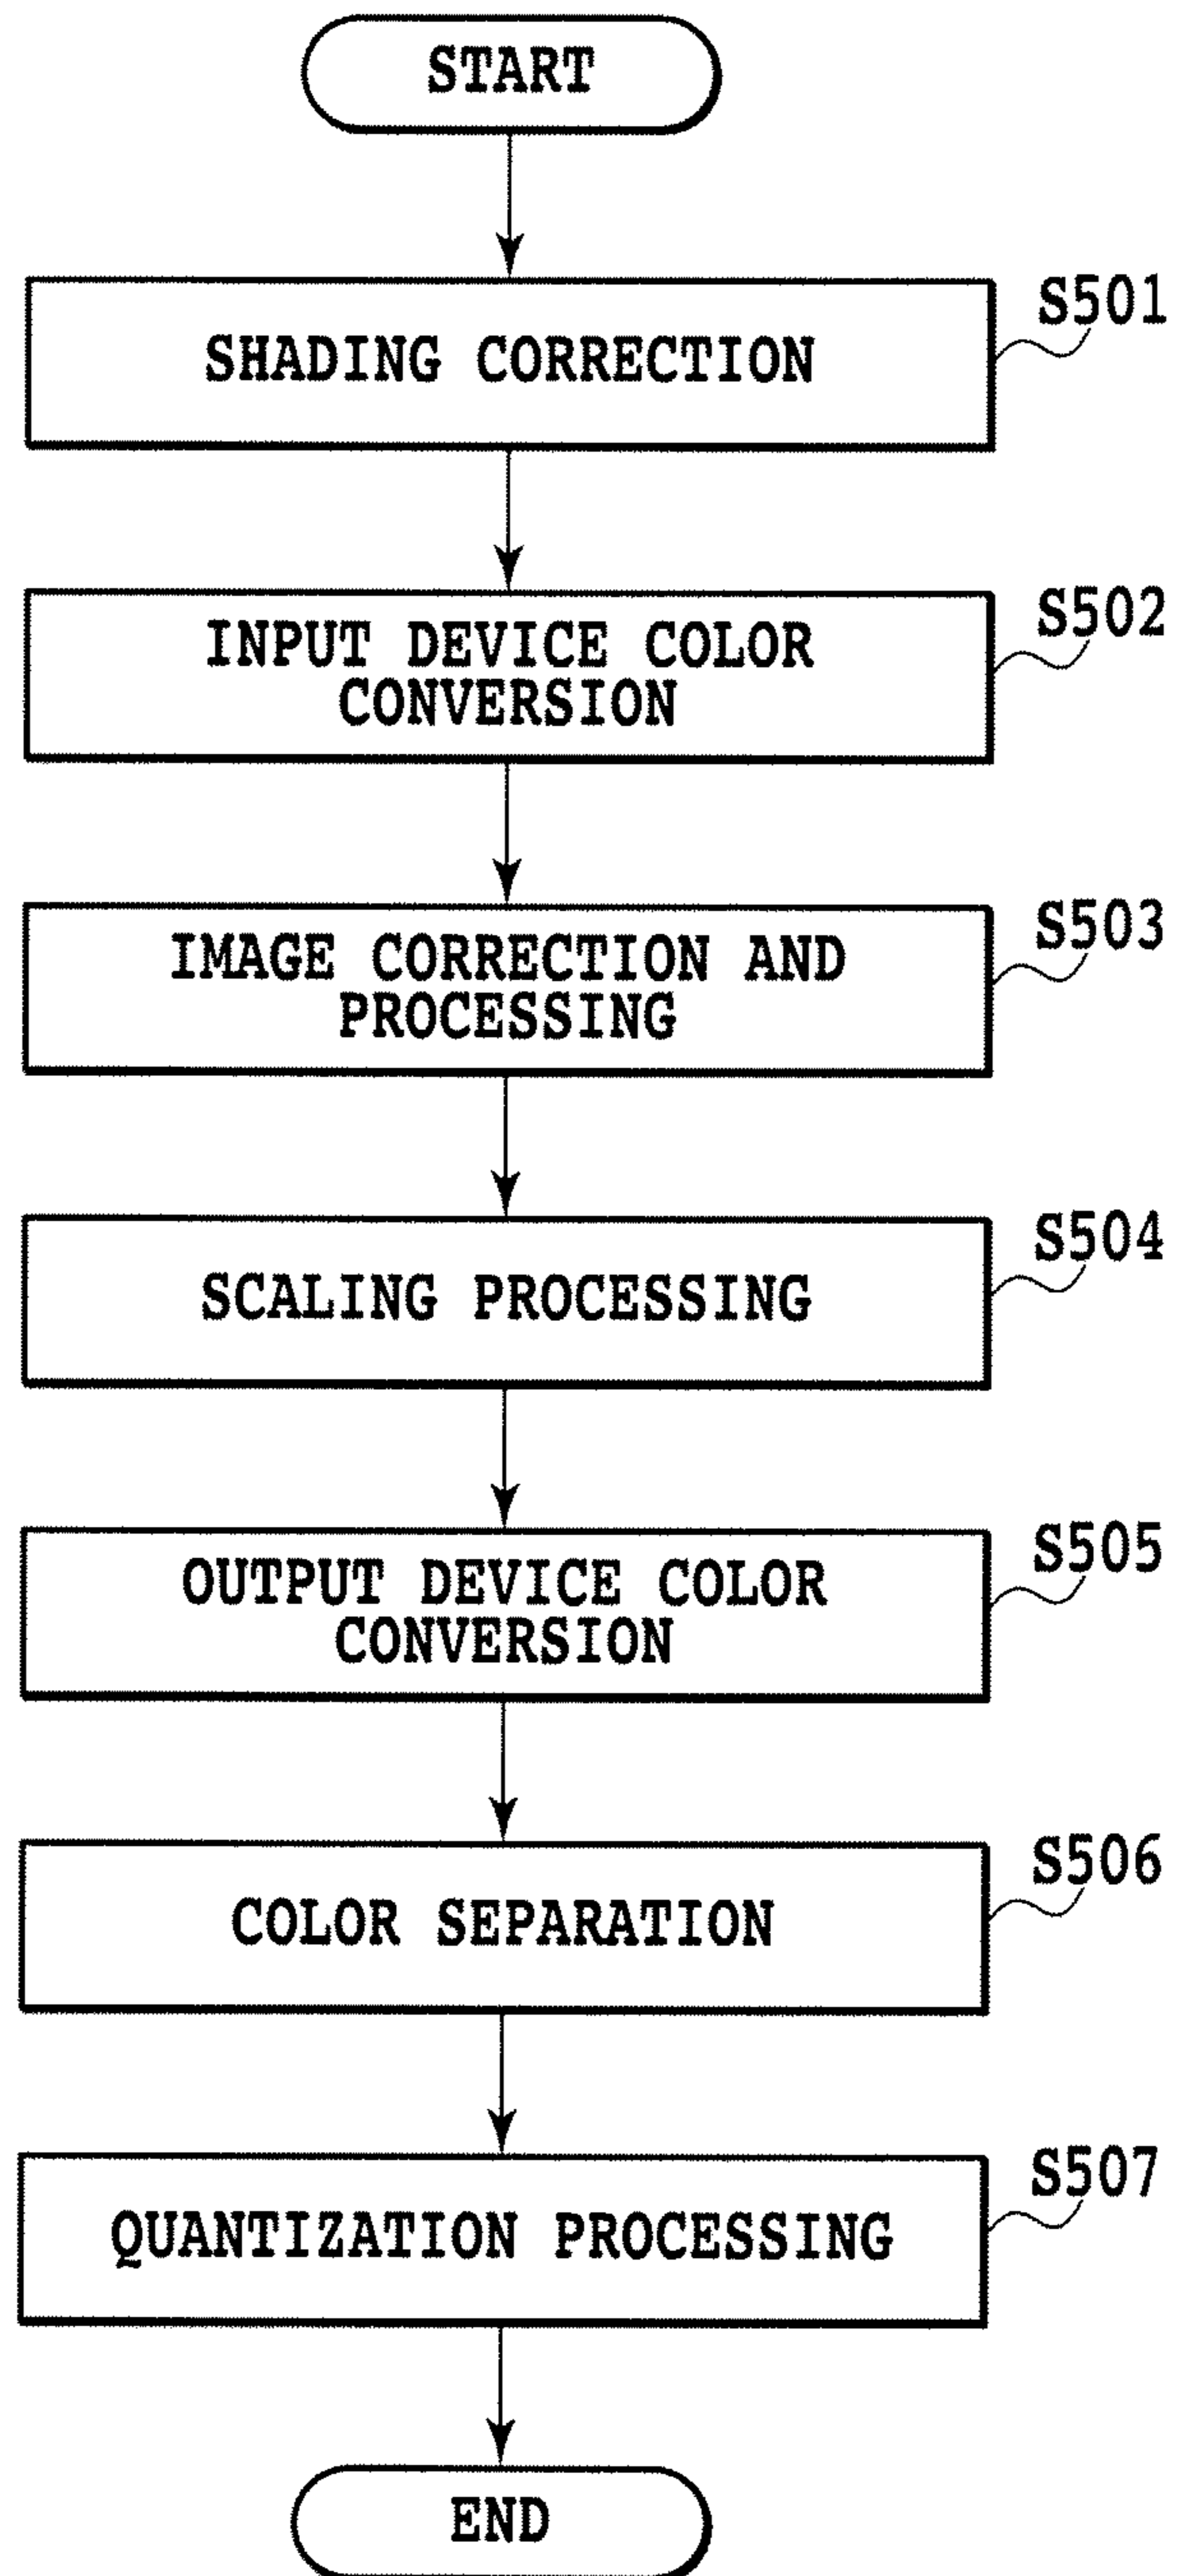 START
S501
SHADING CORRECTION
S502
INPUT DEVICE COLOR
CONVERSION
S503
IMAGE CORRECTION AND
PROCESSING
S504
SCALING PROCESSING
S505
OUTPUT DEVICE COLOR
CONVERSION
S506
COLOR SEPARATION
S507
QUANTIZATION PROCESSING
END